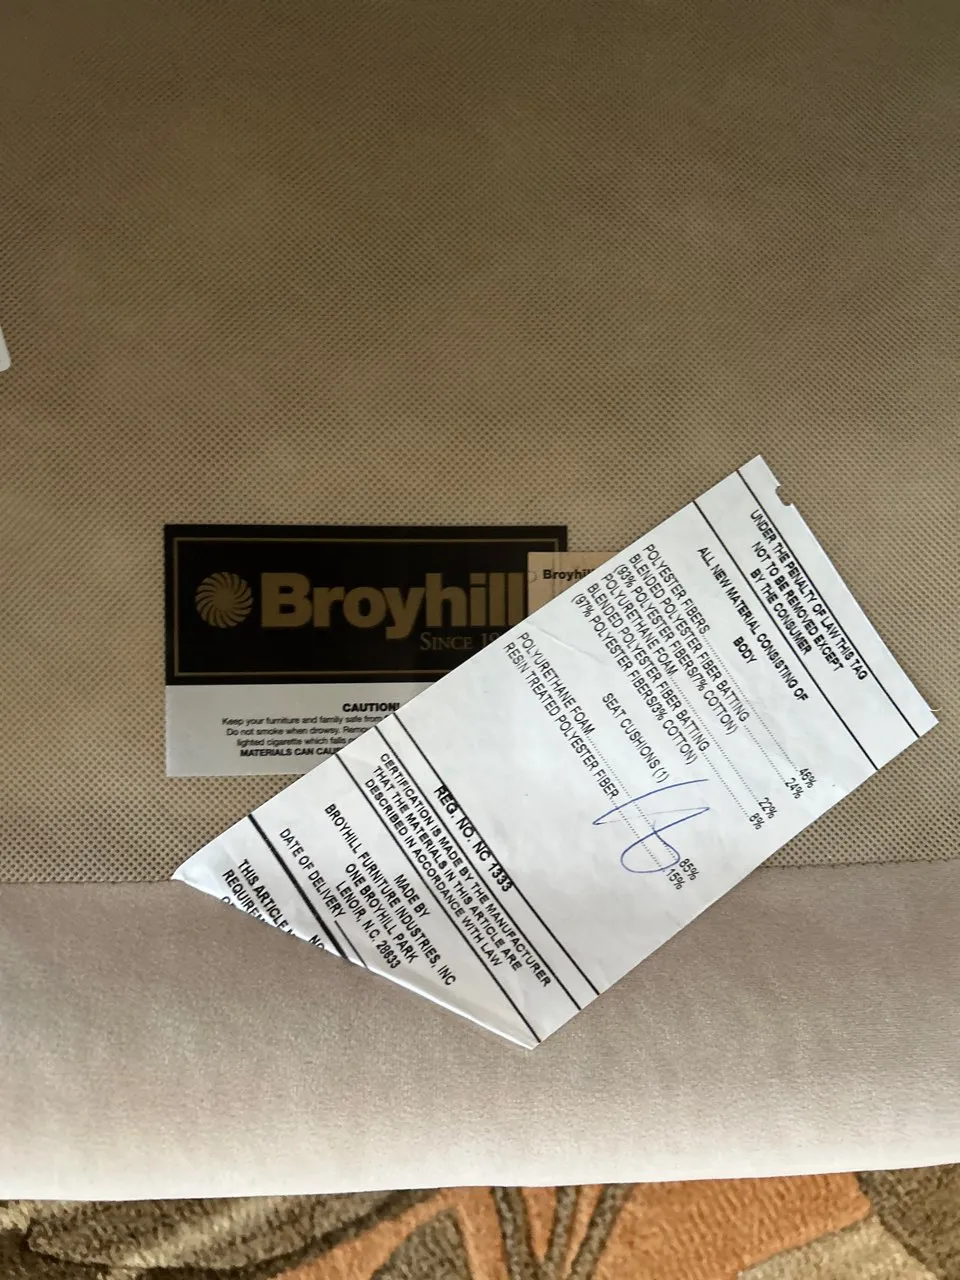 Broyhill
SINCE 19
CAUTION!
Keep your furniture and family safe from
Do not smoke when drowsy. Remo
lighted cigarette which falls
MATERIALS CAN CAU
Broyhill
UNDER THE PENALTY OF LAW THIS TAG
NOT TO BE REMOVED EXCEPT
BY THE CONSUMER
ALL NEW MATERIAL CONSISTING OF
BODY
POLYESTER FIBERS 46%
BLENDED POLYESTER FIBER BATTING 24%
(93% POLYESTER FIBERS/7% COTTON)
POLYURETHANE FOAM 22%
BLENDED POLYESTER FIBER BATTING 8%
(97% POLYESTER FIBERS/3% COTTON)
SEAT CUSHIONS (1)
POLYURETHANE FOAM 85%
RESIN TREATED POLYESTER FIBER 15%
REG. NO. NC 1333
CERTIFICATION IS MADE BY THE MANUFACTURER
THAT THE MATERIALS IN THIS ARTICLE ARE
DESCRIBED IN ACCORDANCE WITH LAW
MADE BY
BROYHILL FURNITURE INDUSTRIES, INC
ONE BROYHILL PARK
LENOIR, N.C. 28633
DATE OF DELIVERY
THIS ARTICLE
REQUIREM